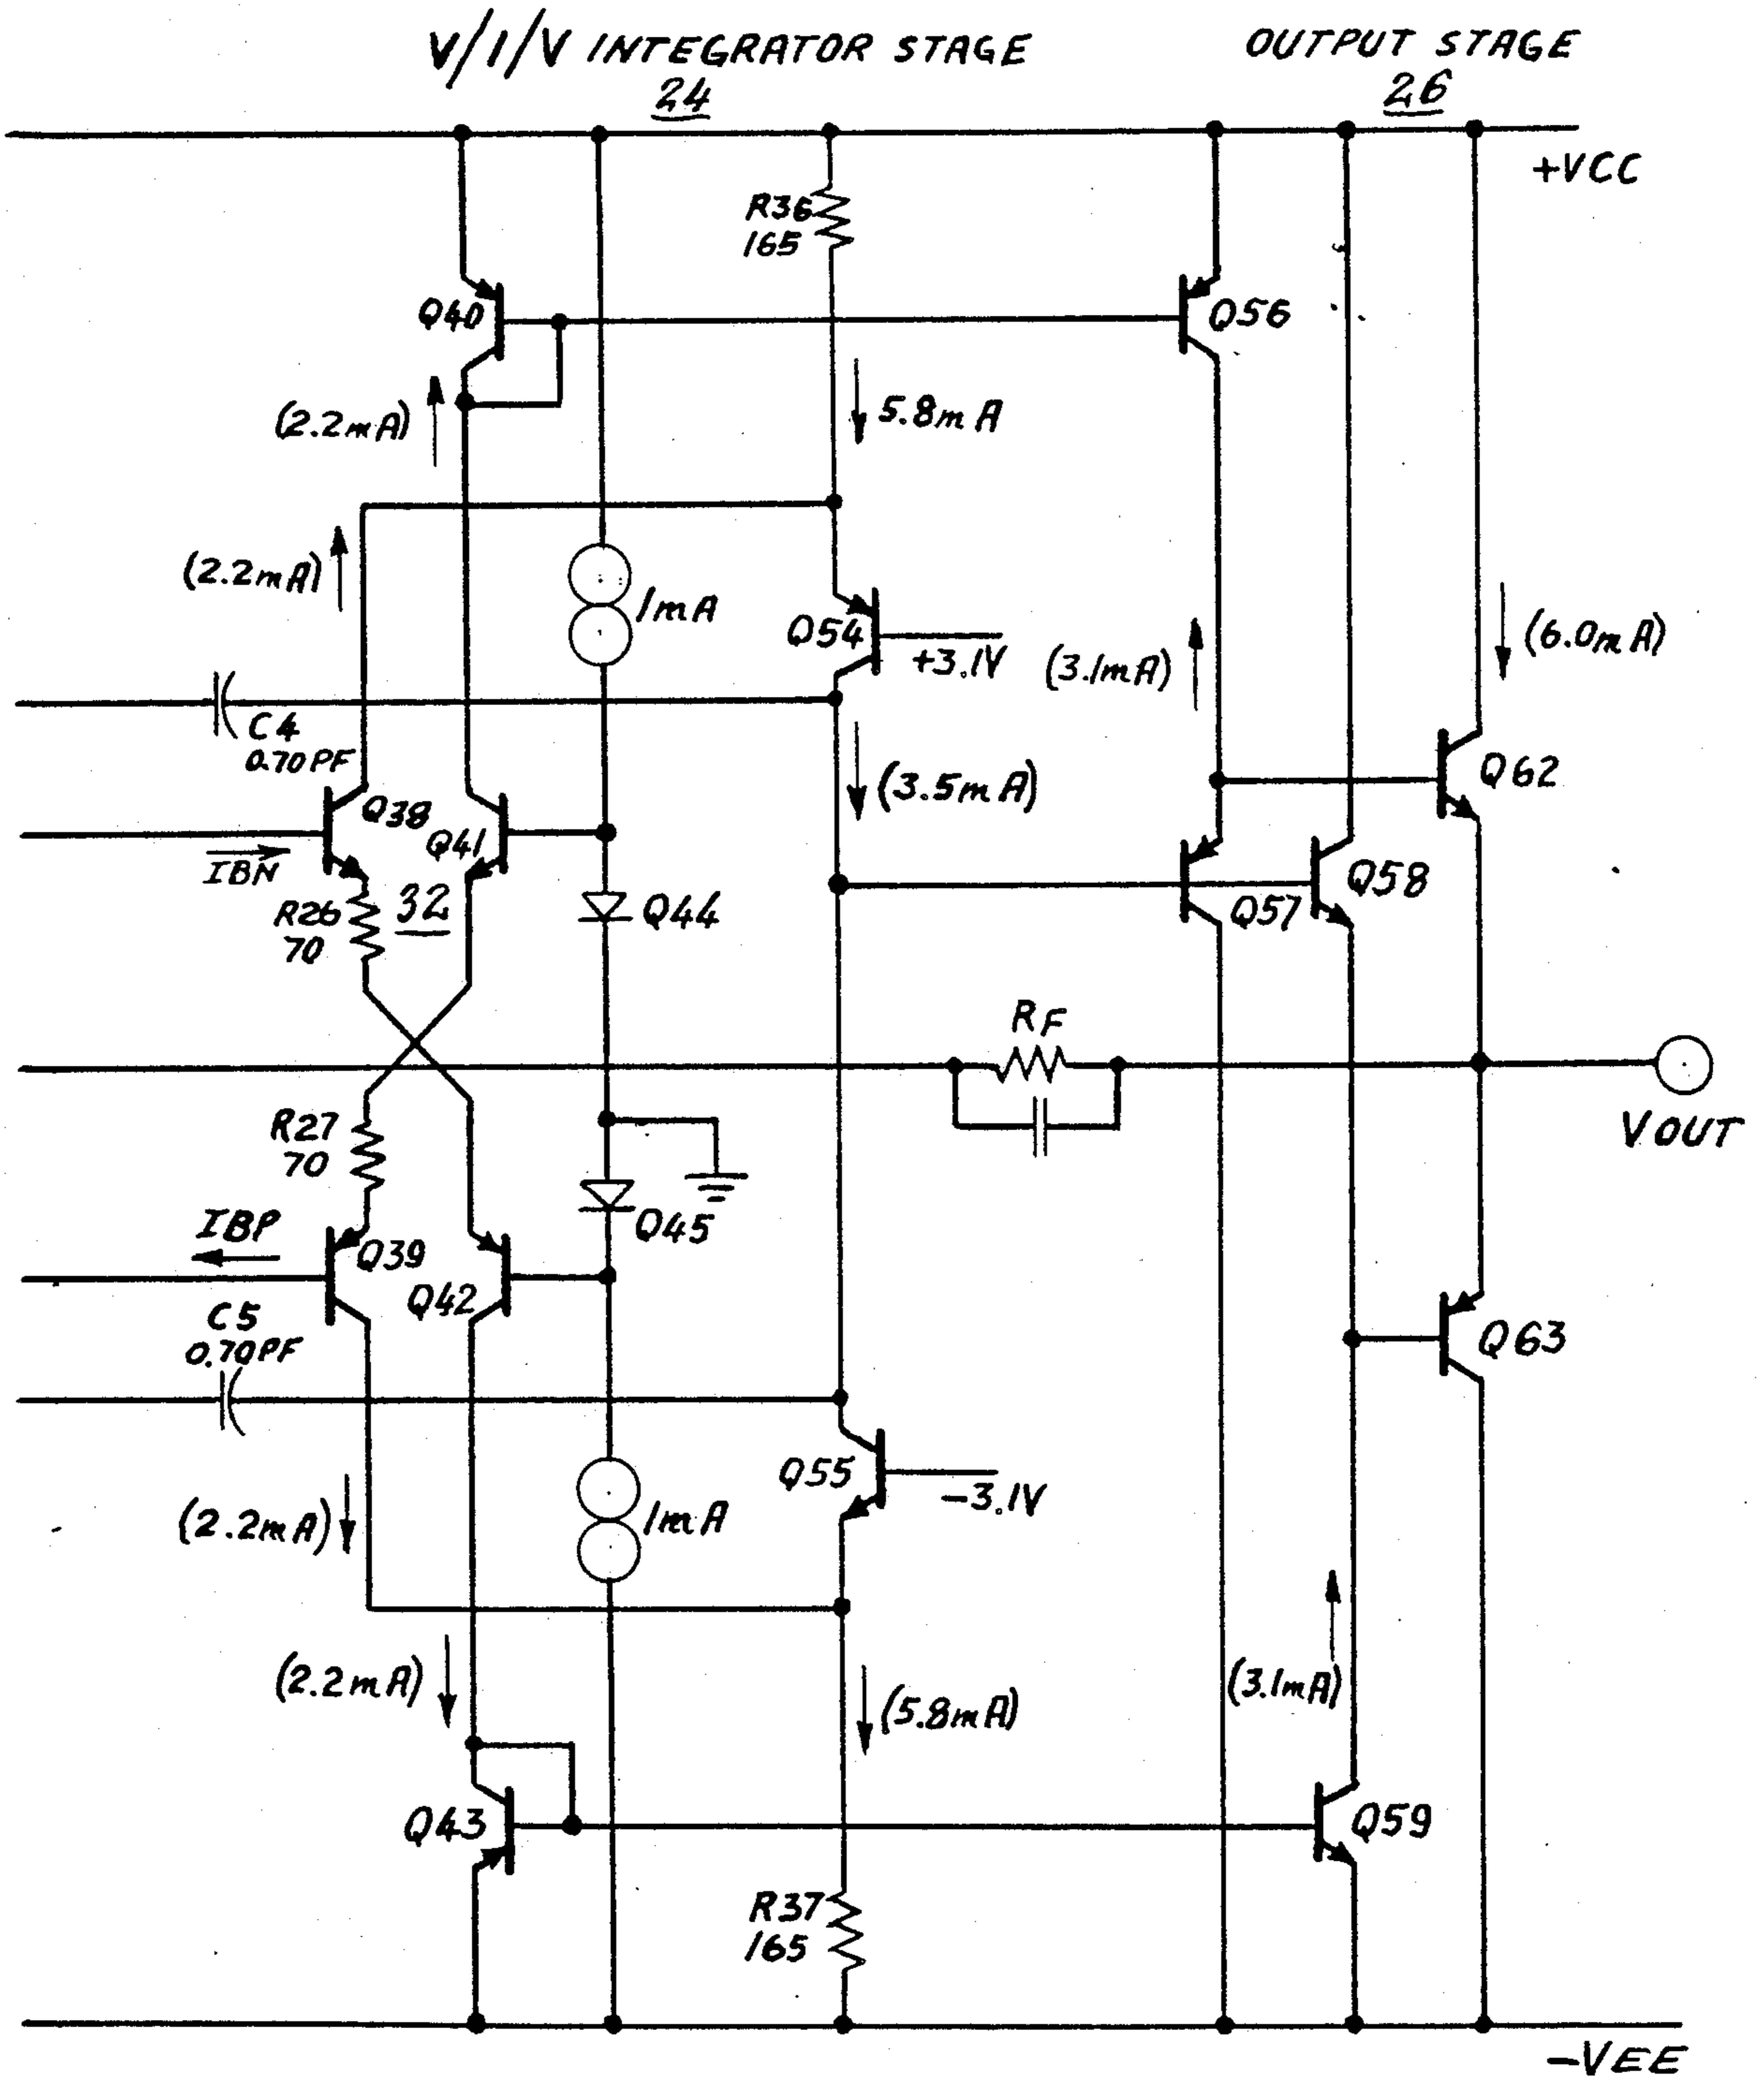 V/I/V INTEGRATOR STAGE
24
OUTPUT STAGE
26
+VCC
R36
165
Q40
Q56
(2.2mA)
5.8mA
(2.2mA)
1mA
Q54
+3.1V
(3.1mA)
(6.0mA)
C4
0.70PF
(3.5mA)
Q62
Q38
Q41
IBN
Q58
R26
70
32
Q44
Q57
RF
R27
70
VOUT
IBP
Q39
Q45
Q42
C5
0.70PF
Q63
Q55
-3.1V
(2.2mA)
1mA
(2.2mA)
(5.8mA)
(3.1mA)
Q43
Q59
R37
165
-VEE